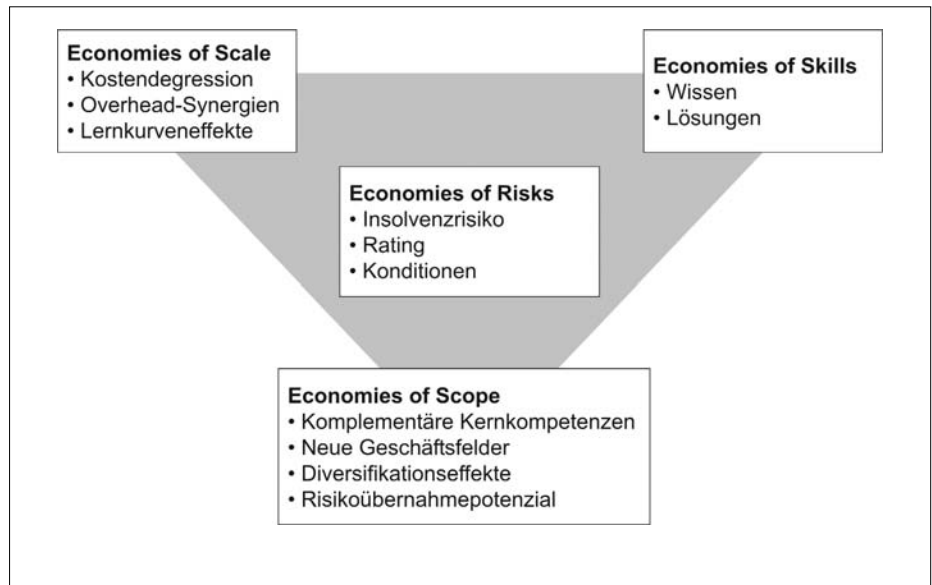 Economies of Scale
• Kostendegression
• Overhead-Synergien
• Lernkurveneffekte
Economies of Skills
• Wissen
• Lösungen
Economies of Risks
• Insolvenzrisiko
• Rating
• Konditionen
Economies of Scope
• Komplementäre Kernkompetenzen
• Neue Geschäftsfelder
• Diversifikationseffekte
• Risikoübernahmepotenzial